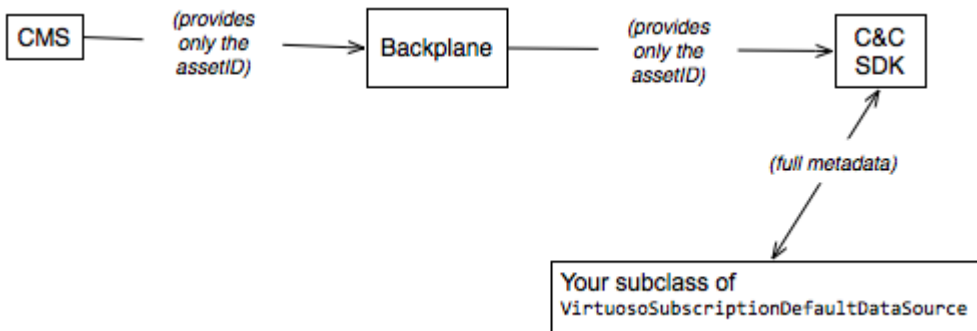 CMS
(provides
only the
assetID)
Backplane
(provides
only the
assetID)
C&C
SDK
(full metadata)
Your subclass of
VirtuosoSubscriptionDefaultDataSource